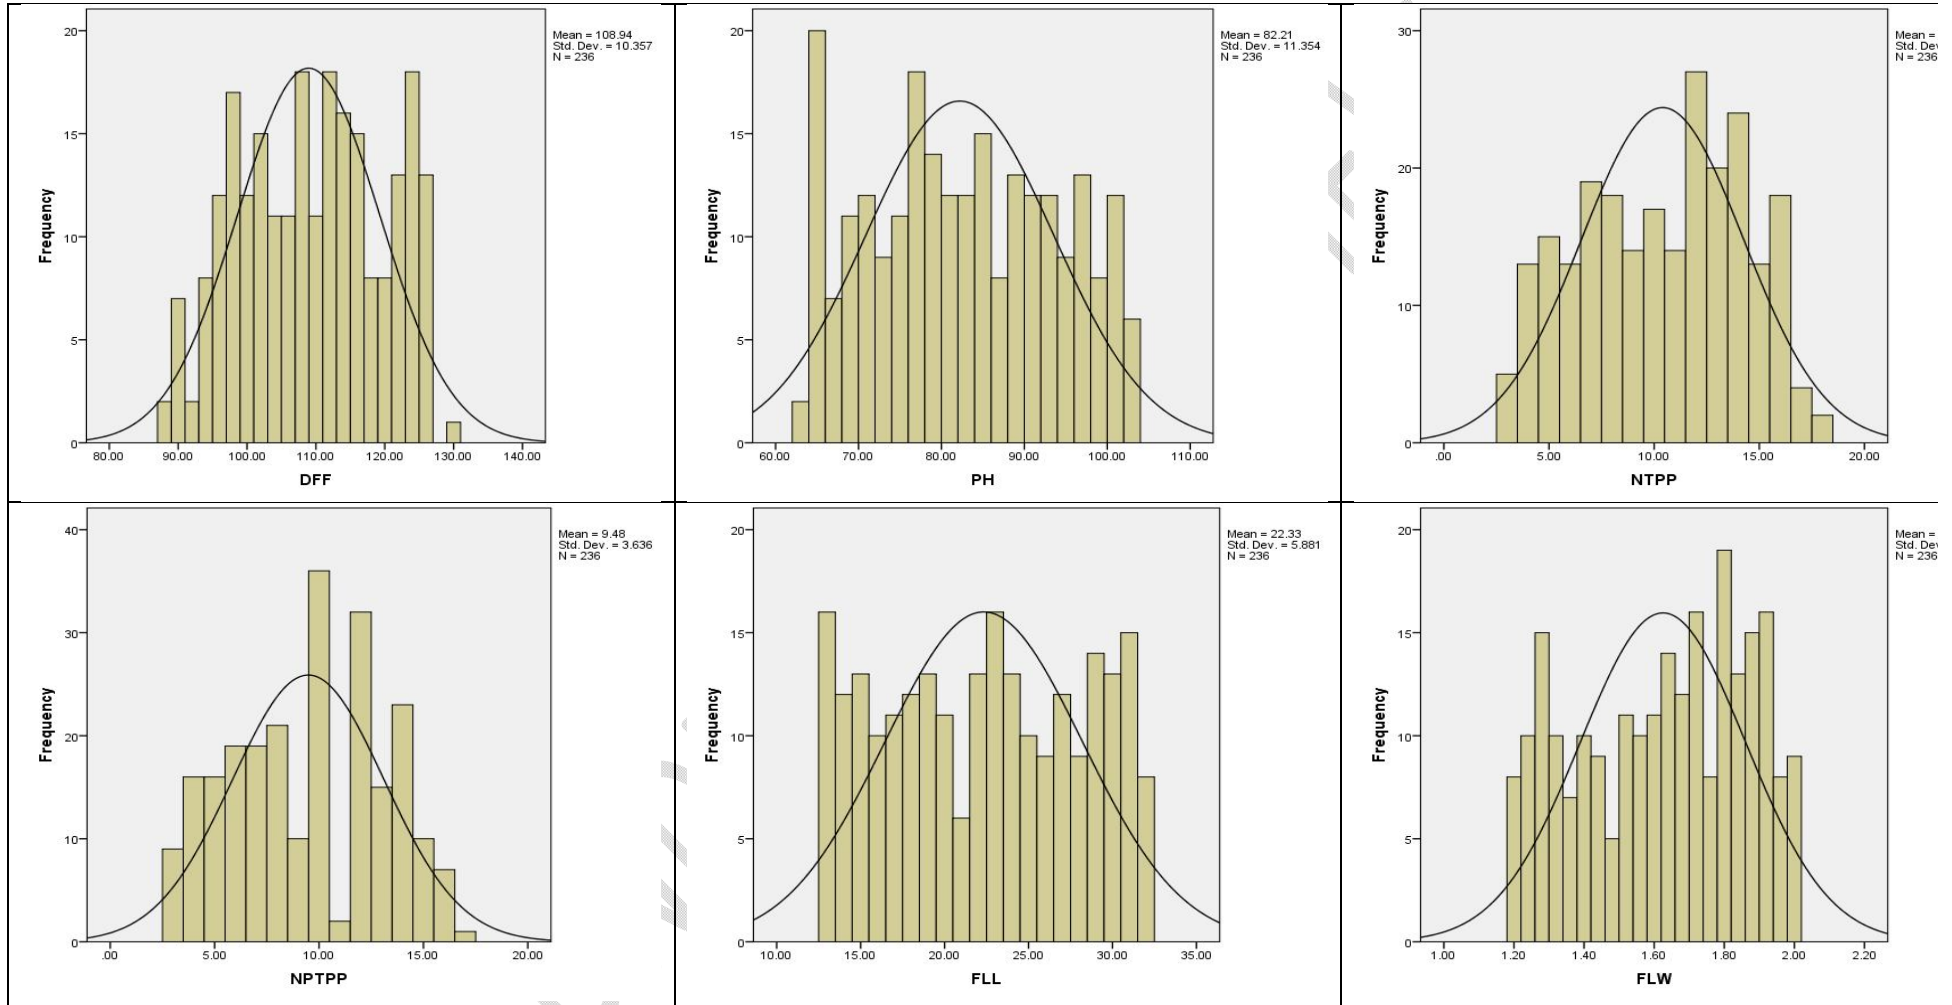 Mean = 108.94
Std. Dev. = 10.357
N = 236
20
15
10
5
0
Frequency
80.00 90.00 100.00 110.00 120.00 130.00 140.00
DFF
Mean = 82.21
Std. Dev. = 11.354
N = 236
20
15
10
5
0
Frequency
60.00 70.00 80.00 90.00 100.00 110.00
PH
Mean =
Std. Dev
N = 236
30
20
10
0
Frequency
.00 5.00 10.00 15.00 20.00
NTPP
Mean = 9.48
Std. Dev. = 3.636
N = 236
40
30
20
10
0
Frequency
.00 5.00 10.00 15.00 20.00
NPTPP
Mean = 22.33
Std. Dev. = 5.881
N = 236
20
15
10
5
0
Frequency
10.00 15.00 20.00 25.00 30.00 35.00
FLL
Mean =
Std. Dev
N = 236
20
15
10
5
0
Frequency
1.00 1.20 1.40 1.60 1.80 2.00 2.20
FLW